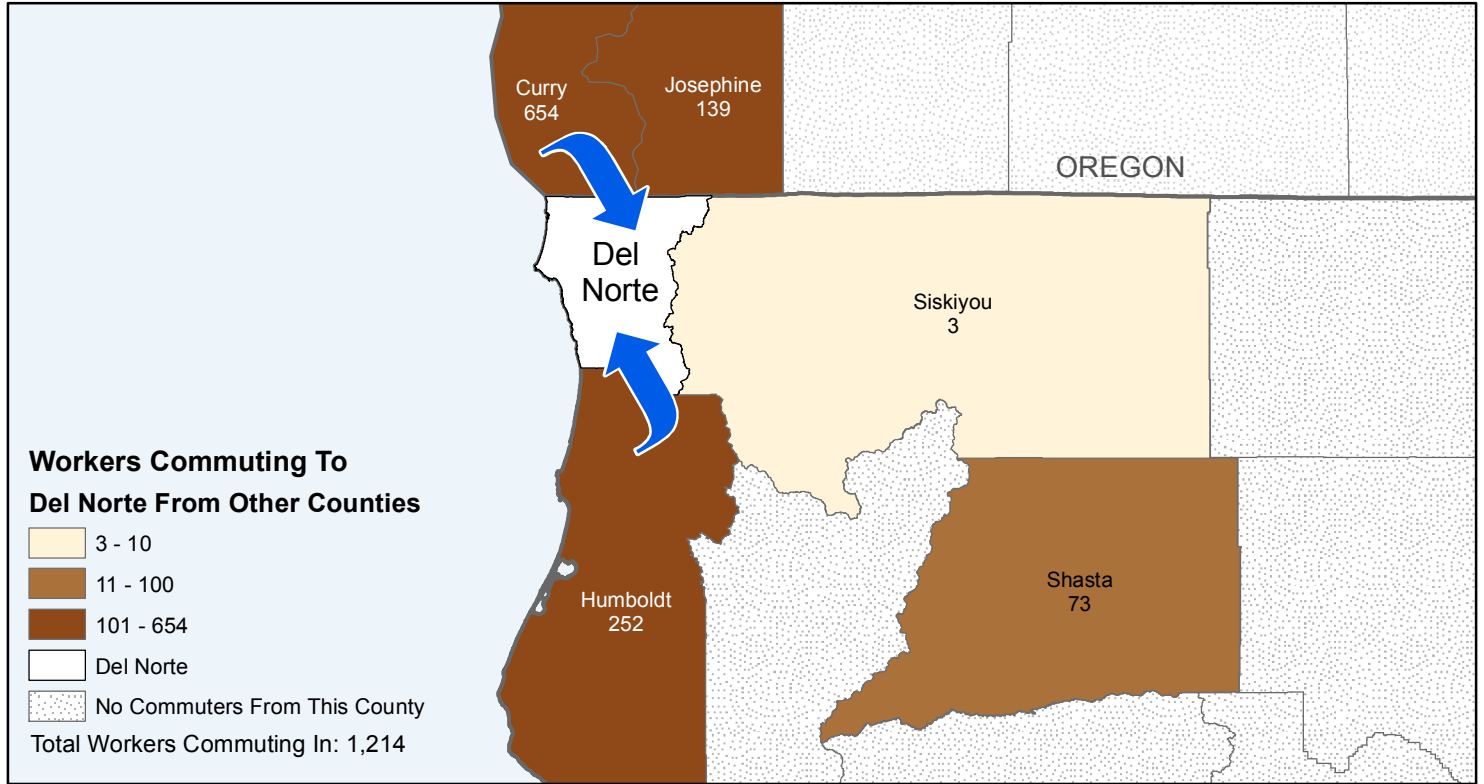 Curry
654
Josephine
139
OREGON
Del
Norte
Siskiyou
3
Humboldt
252
Shasta
73
Workers Commuting To
Del Norte From Other Counties
3 - 10
11 - 100
101 - 654
Del Norte
No Commuters From This County
Total Workers Commuting In: 1,214